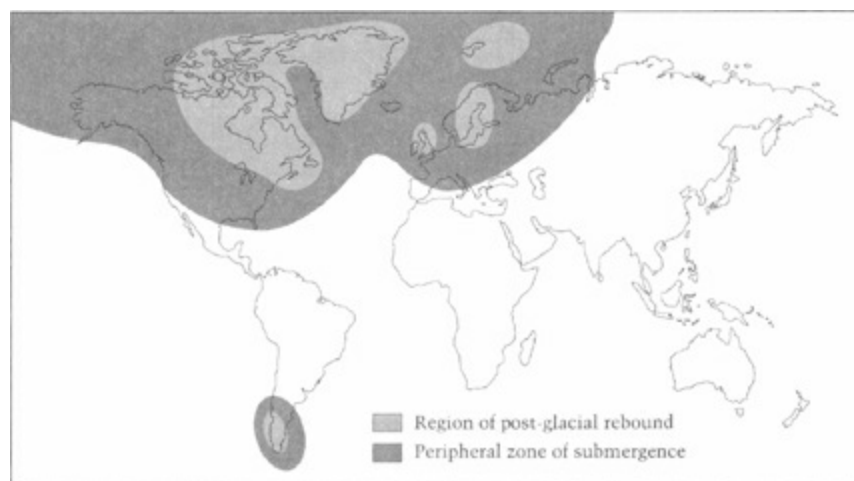 Region of post-glacial rebound
Peripheral zone of submergence